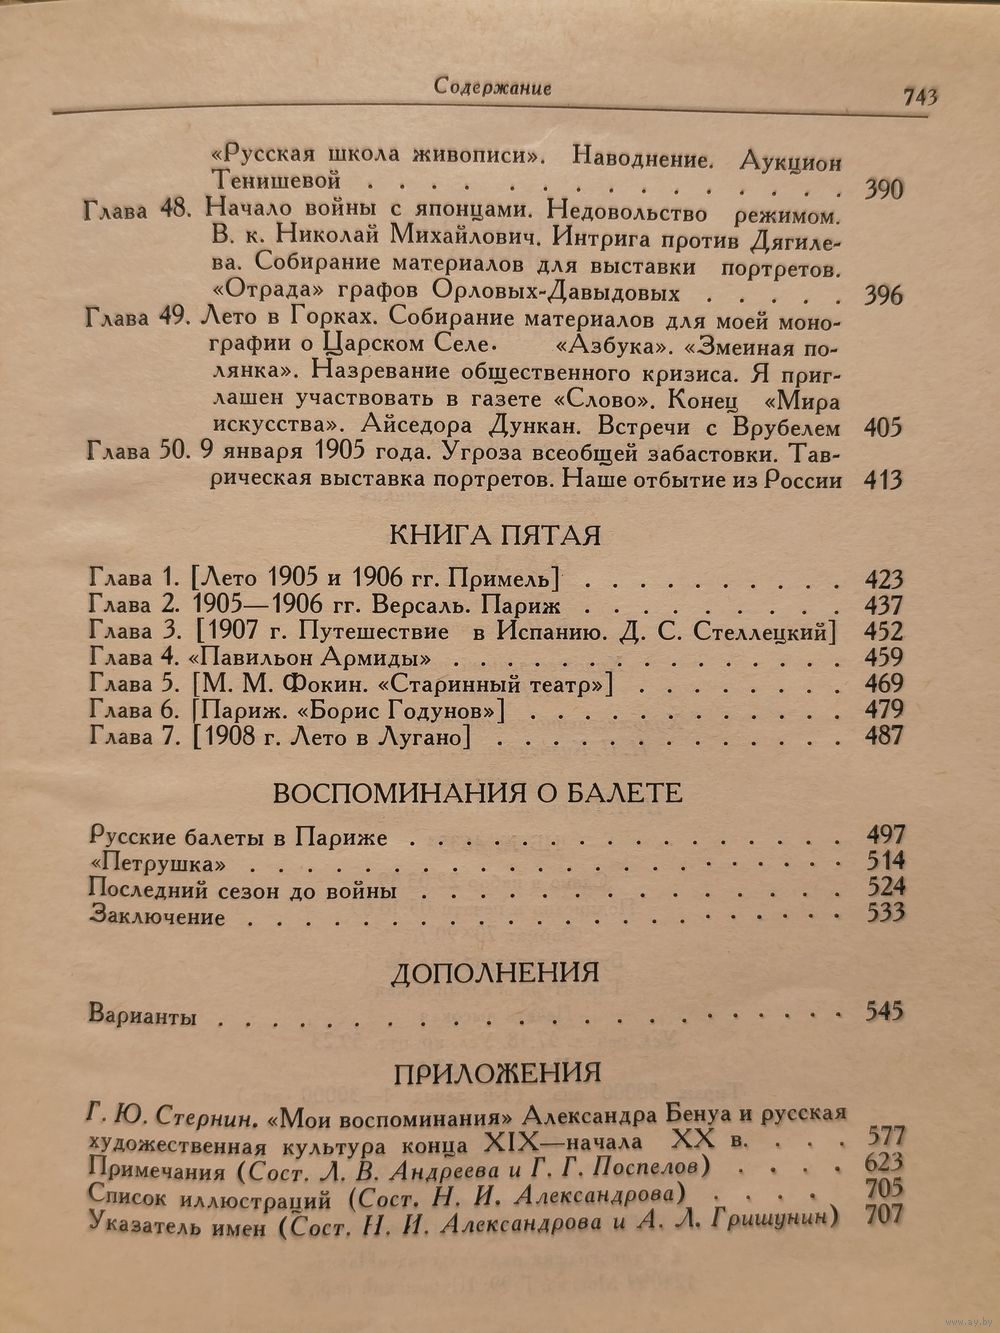 Содержание
743
«Русская школа живописи». Наводнение. Аукцион
Тенишевой . . . . . . . . . . . . . . . . . 390
Глава 48. Начало войны с японцами. Недовольство режимом.
В. к. Николай Михайлович. Интрига против Дягиле-
ва. Собирание материалов для выставки портретов.
«Отрада» графов Орловых-Давыдовых . . . . . 396
Глава 49. Лето в Горках. Собирание материалов для моей моно-
графии о Царском Селе. «Азбука». «Змеиная по-
лянка». Назревание общественного кризиса. Я приг-
лашен участвовать в газете «Слово». Конец «Мира
искусства». Айседора Дункан. Встречи с Врубелем 405
Глава 50. 9 января 1905 года. Угроза всеобщей забастовки. Тав-
рическая выставка портретов. Наше отбытие из России 413
КНИГА ПЯТАЯ
Глава 1. [Лето 1905 и 1906 гг. Примель] . . . . . . . . . . 423
Глава 2. 1905—1906 гг. Версаль. Париж . . . . . . . . . . 437
Глава 3. [1907 г. Путешествие в Испанию. Д. С. Стеллецкий] 452
Глава 4. «Павильон Армиды» . . . . . . . . . . . . . . . 459
Глава 5. [М. М. Фокин. «Старинный театр»] . . . . . . . . 469
Глава 6. [Париж. «Борис Годунов»] . . . . . . . . . . . . 479
Глава 7. [1908 г. Лето в Лугано] . . . . . . . . . . . . . 487
ВОСПОМИНАНИЯ О БАЛЕТЕ
Русские балеты в Париже . . . . . . . . . . . . . . . . 497
«Петрушка» . . . . . . . . . . . . . . . . . . . . . . 514
Последний сезон до войны . . . . . . . . . . . . . . . . 524
Заключение . . . . . . . . . . . . . . . . . . . . . . 533
ДОПОЛНЕНИЯ
Варианты . . . . . . . . . . . . . . . . . . . . . . . 545
ПРИЛОЖЕНИЯ
Г. Ю. Стернин. «Мои воспоминания» Александра Бенуа и русская
художественная культура конца XIX—начала XX в. . . . . 577
Примечания (Сост. Л. В. Андреева и Г. Г. Поспелов) . . . . 623
Список иллюстраций (Сост. Н. И. Александрова) . . . . 705
Указатель имен (Сост. Н. И. Александрова и А. Л. Гришунин) 707
www.ay.by